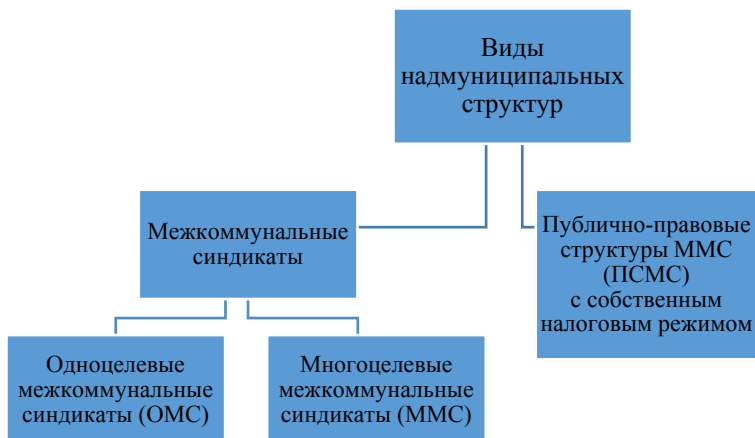 Виды
надмуниципальных
структур
Межкоммунальные
синдикаты
Публично-правовые
структуры ММС
(ПСМС)
с собственным
налоговым режимом
Одноцелевые
межкоммунальные
синдикаты (ОМС)
Многоцелевые
межкоммунальные
синдикаты (ММС)